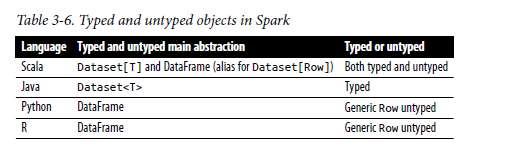 Table 3-6. Typed and untyped objects in Spark
Language Typed and untyped main abstraction Typed or untyped
Scala Dataset[T] and DataFrame (alias for Dataset[Row]) Both typed and untyped
Java Dataset<T> Typed
Python DataFrame Generic Row untyped
R DataFrame Generic Row untyped